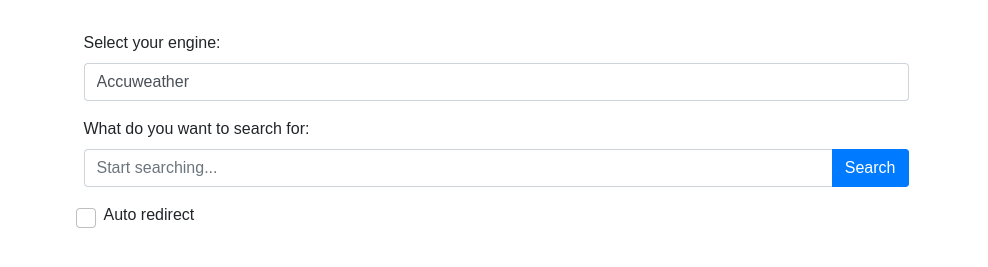 Select your engine:
Accuweather
What do you want to search for:
Start searching...
Search
Auto redirect